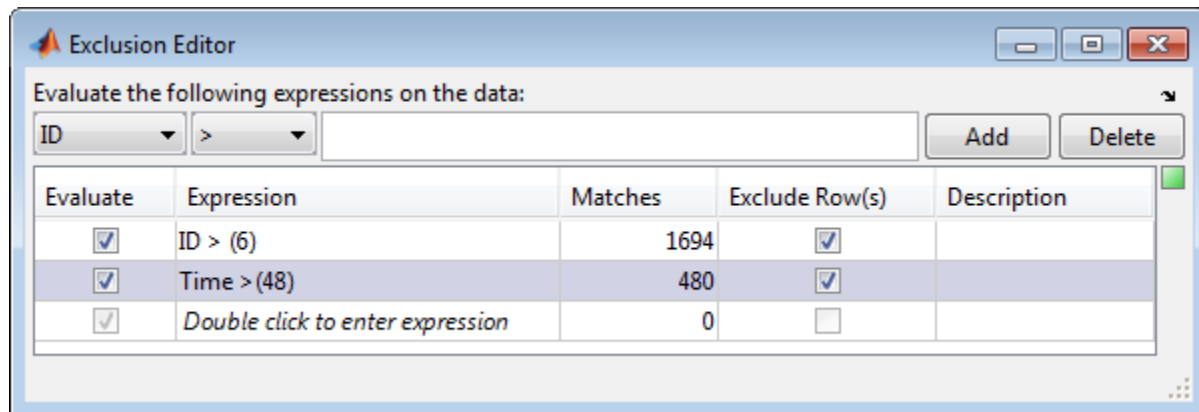 Exclusion Editor
Evaluate the following expressions on the data:
ID > Add Delete
Evaluate Expression Matches Exclude Row(s) Description
ID > (6) 1694
Time >(48) 480
Double click to enter expression 0